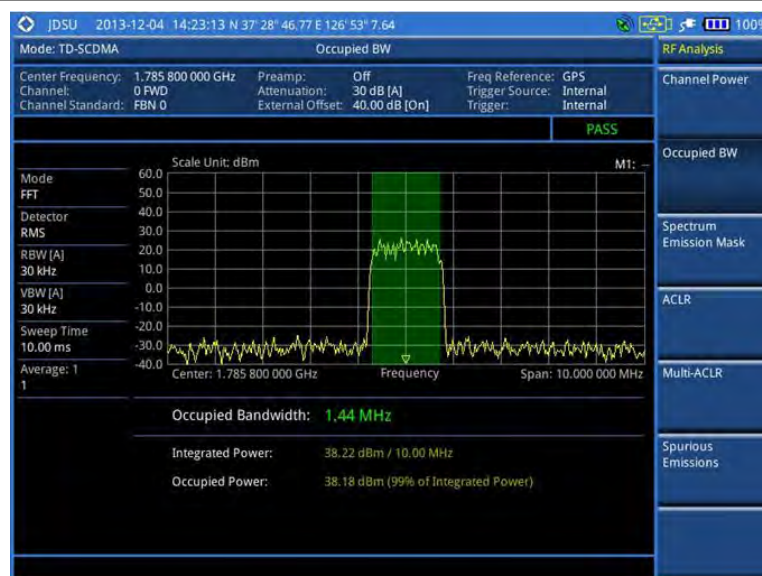 JDSU 2013-12-04 14:23:13 N 37° 28" 46.77 E 126° 53" 7.64 100%
Mode: TD-SCDMA Occupied BW RF Analysis
Center Frequency: 1.785 800 000 GHz Preamp: Off Freq Reference: GPS
Channel: 0 FWD Attenuation: 30 dB [A] Trigger Source: Internal
Channel Standard: FBN 0 External Offset: 40.00 dB [On] Trigger: Internal
PASS
Scale Unit: dBm M1: --
Mode
FFT
Detector
RMS
RBW [A]
30 kHz
VBW [A]
30 kHz
Sweep Time
10.00 ms
Average: 1
1
60.0
50.0
40.0
30.0
20.0
10.0
0.0
-10.0
-20.0
-30.0
-40.0
Center: 1.785 800 000 GHz Frequency Span: 10.000 000 MHz
Occupied Bandwidth: 1.44 MHz
Integrated Power: 38.22 dBm / 10.00 MHz
Occupied Power: 38.18 dBm (99% of Integrated Power)
Channel Power
Occupied BW
Spectrum
Emission Mask
ACLR
Multi-ACLR
Spurious
Emissions